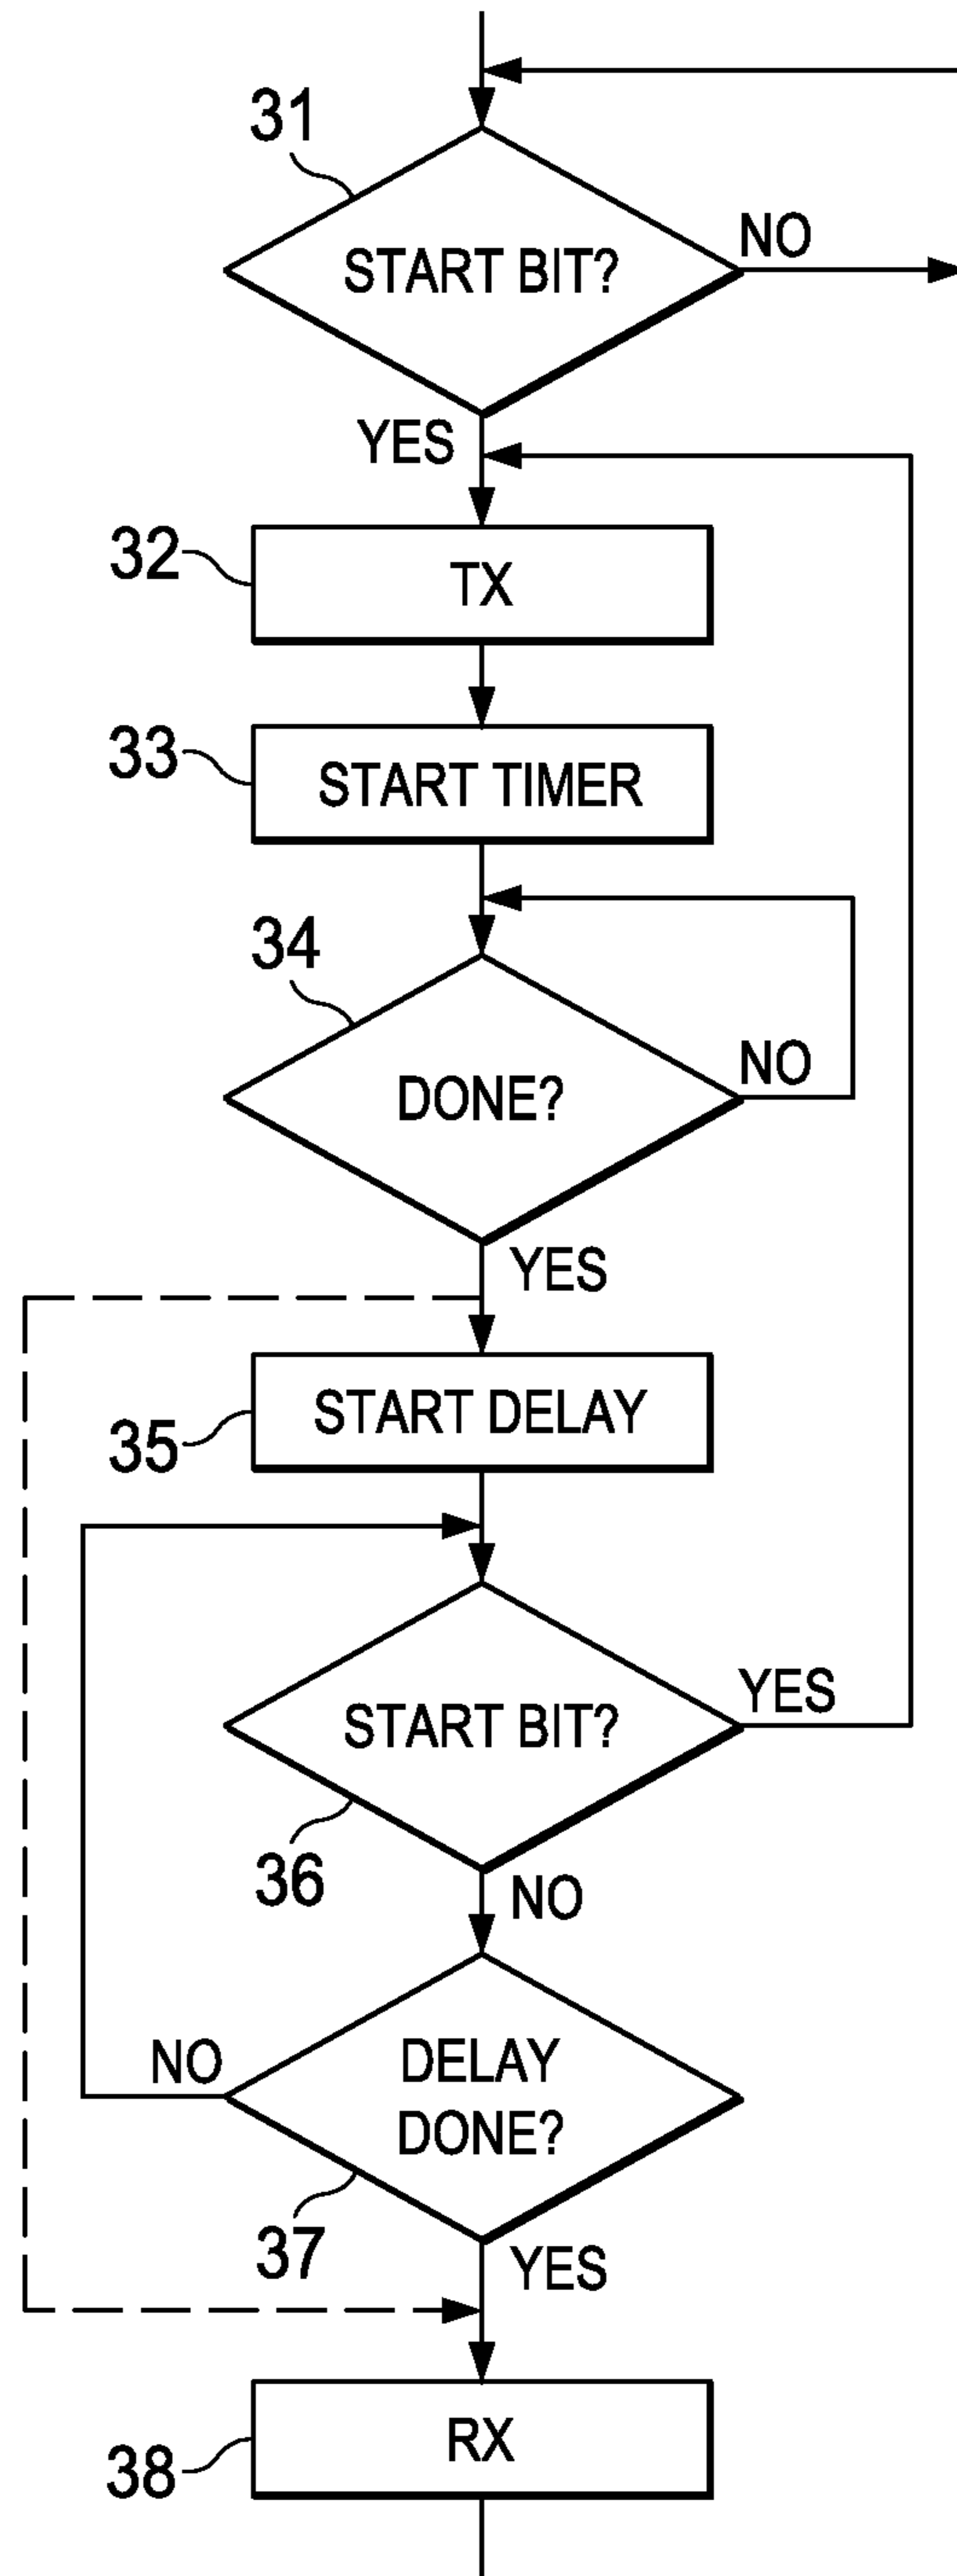 31
START BIT?
NO
YES
32
TX
33
START TIMER
34
DONE?
NO
YES
START DELAY
35
START BIT?
YES
36
NO
DELAY
DONE?
NO
37
YES
RX
38